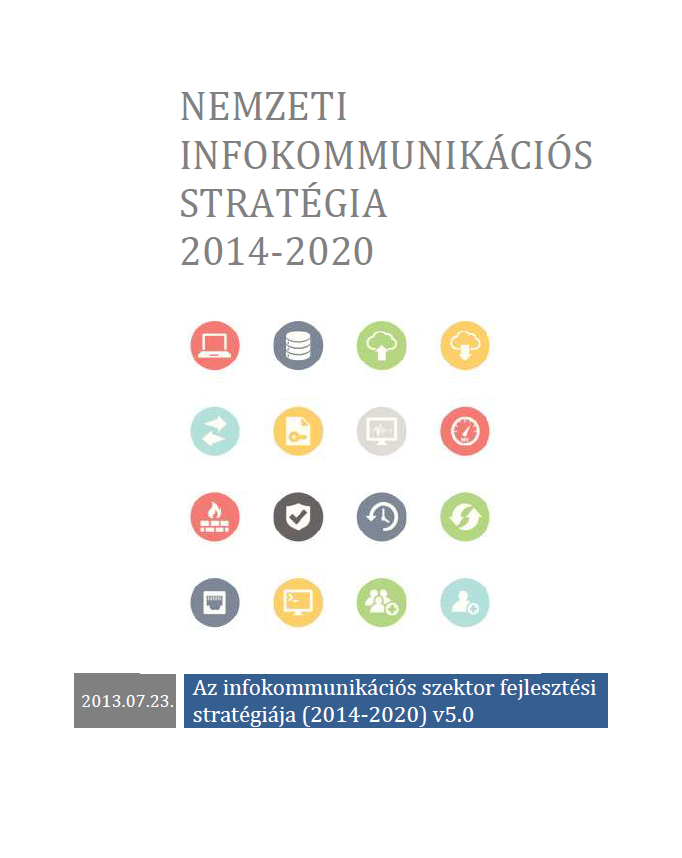 NEMZETI
INFOKOMMUNIKÁCIÓS
STRATÉGIA
2014-2020
2013.07.23.
Az infokommunikációs szektor fejlesztési
stratégiája (2014-2020) v5.0